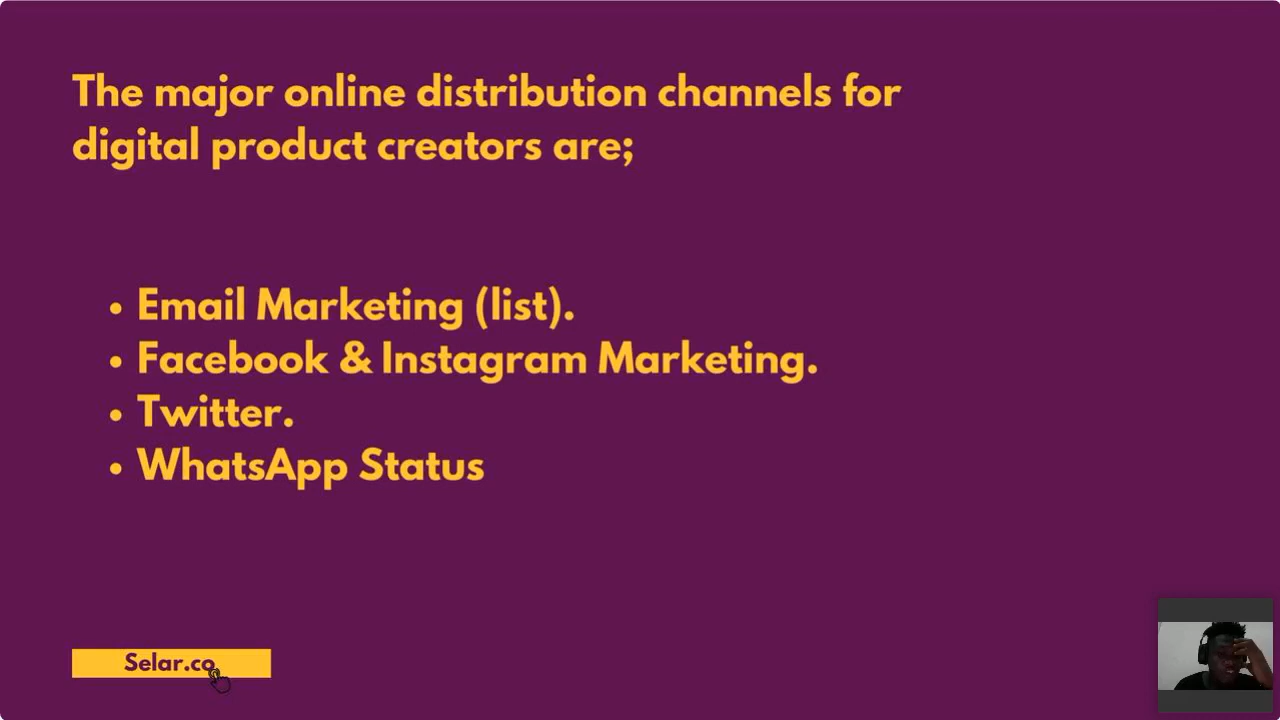 The major online distribution channels for
digital product creators are;
• Email Marketing (list).
• Facebook & Instagram Marketing.
• Twitter.
• WhatsApp Status
Selar.co